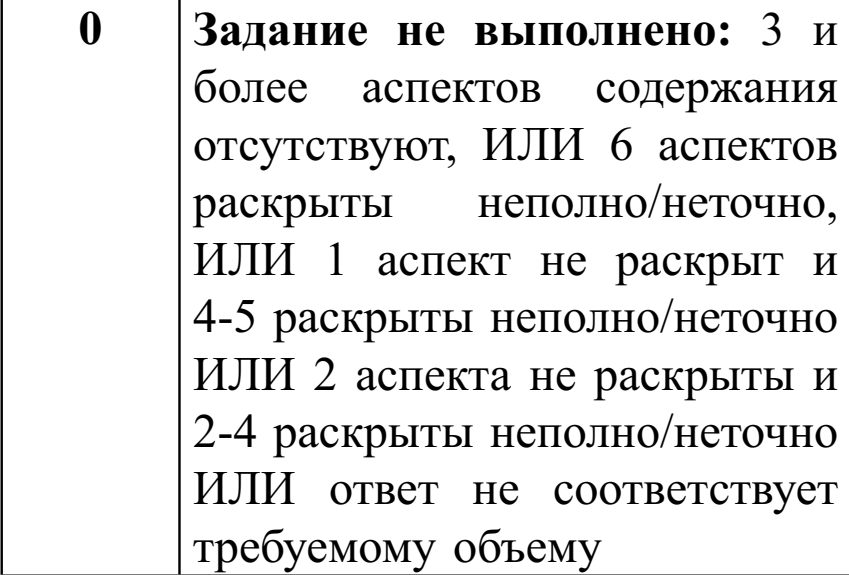 0 Задание не выполнено: 3 и
более аспектов содержания
отсутствуют, ИЛИ 6 аспектов
раскрыты неполно/неточно,
ИЛИ 1 аспект не раскрыт и
4-5 раскрыты неполно/неточно
ИЛИ 2 аспекта не раскрыты и
2-4 раскрыты неполно/неточно
ИЛИ ответ не соответствует
требуемому объему